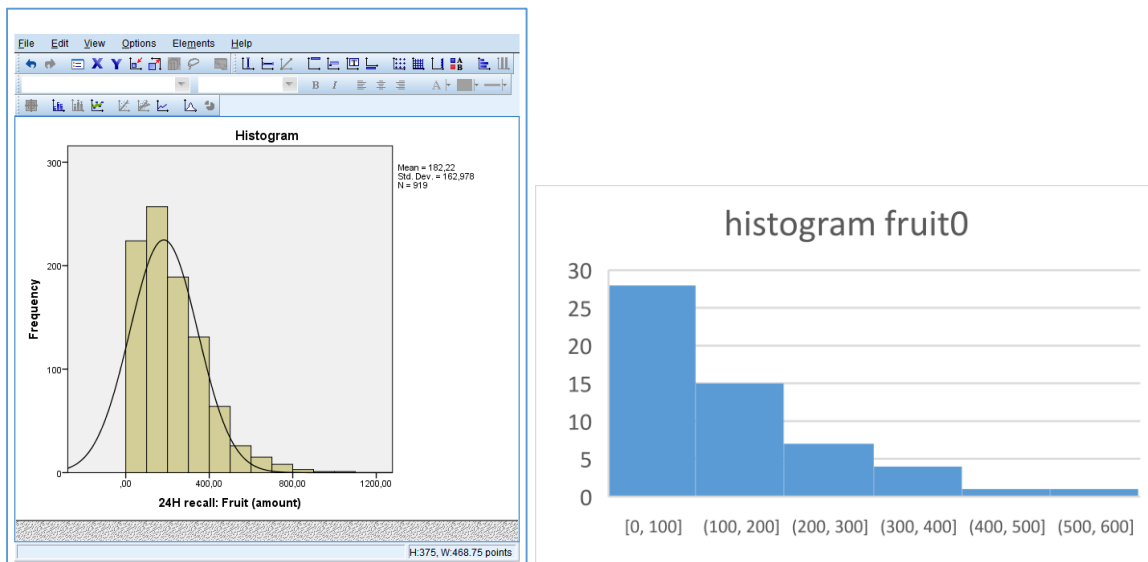 File Edit View Options Elements Help
X Y A B
B I A
Histogram
Mean = 182,22
Std. Dev. = 162,978
N = 919
300
200
Frequency
100
0
,00 400,00 800,00 1200,00
24H recall: Fruit (amount)
H:375, W:468.75 points
histogram fruit0
30
25
20
15
10
5
0
[0, 100] (100, 200] (200, 300] (300, 400] (400, 500] (500, 600]